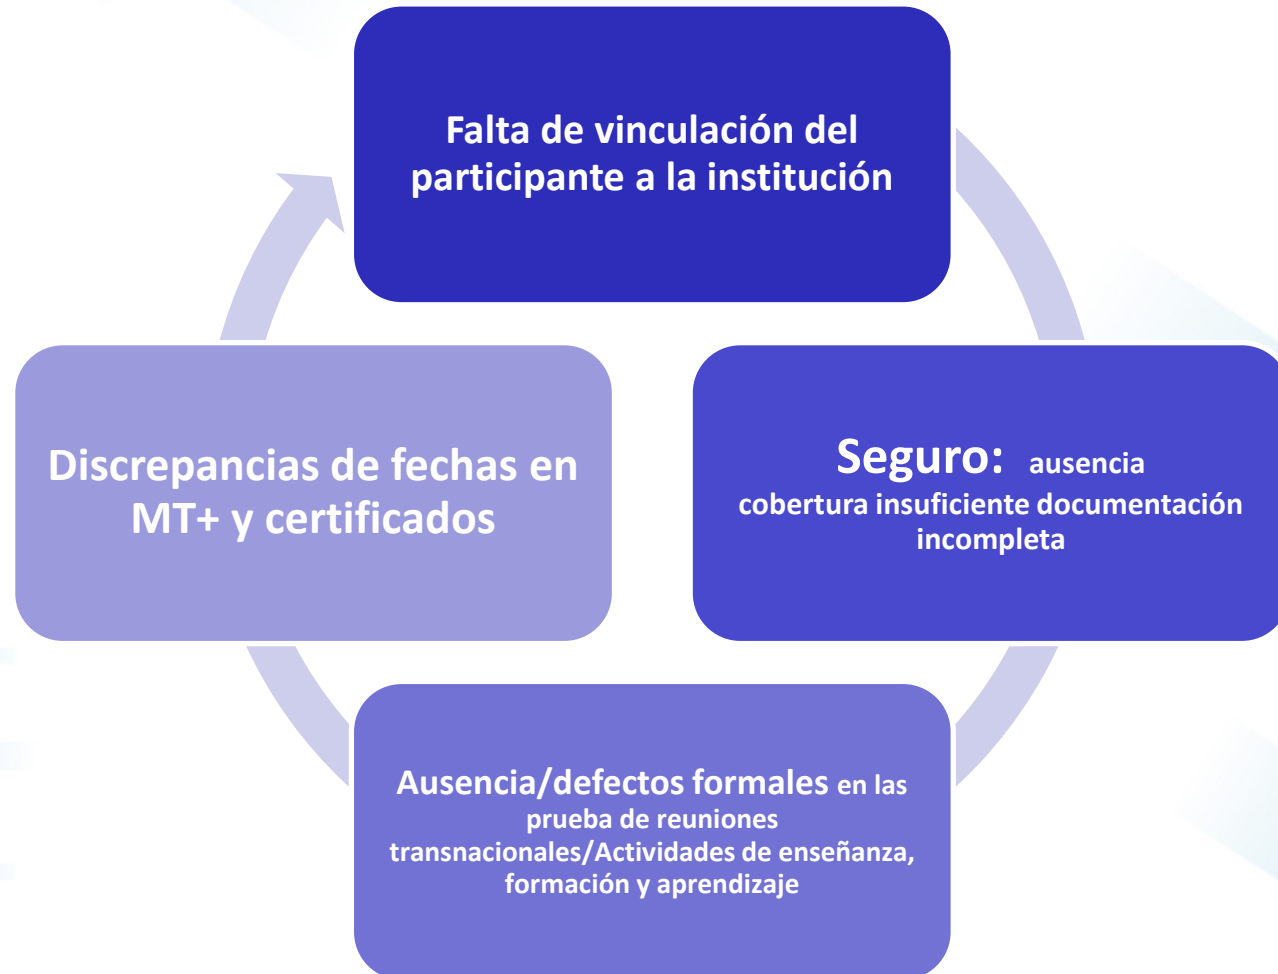 Falta de vinculación del
participante a la institución
Seguro: ausencia
cobertura insuficiente documentación
incompleta
Ausencia/defectos formales en las
prueba de reuniones
transnacionales/Actividades de enseñanza,
formación y aprendizaje
Discrepancias de fechas en
MT+ y certificados